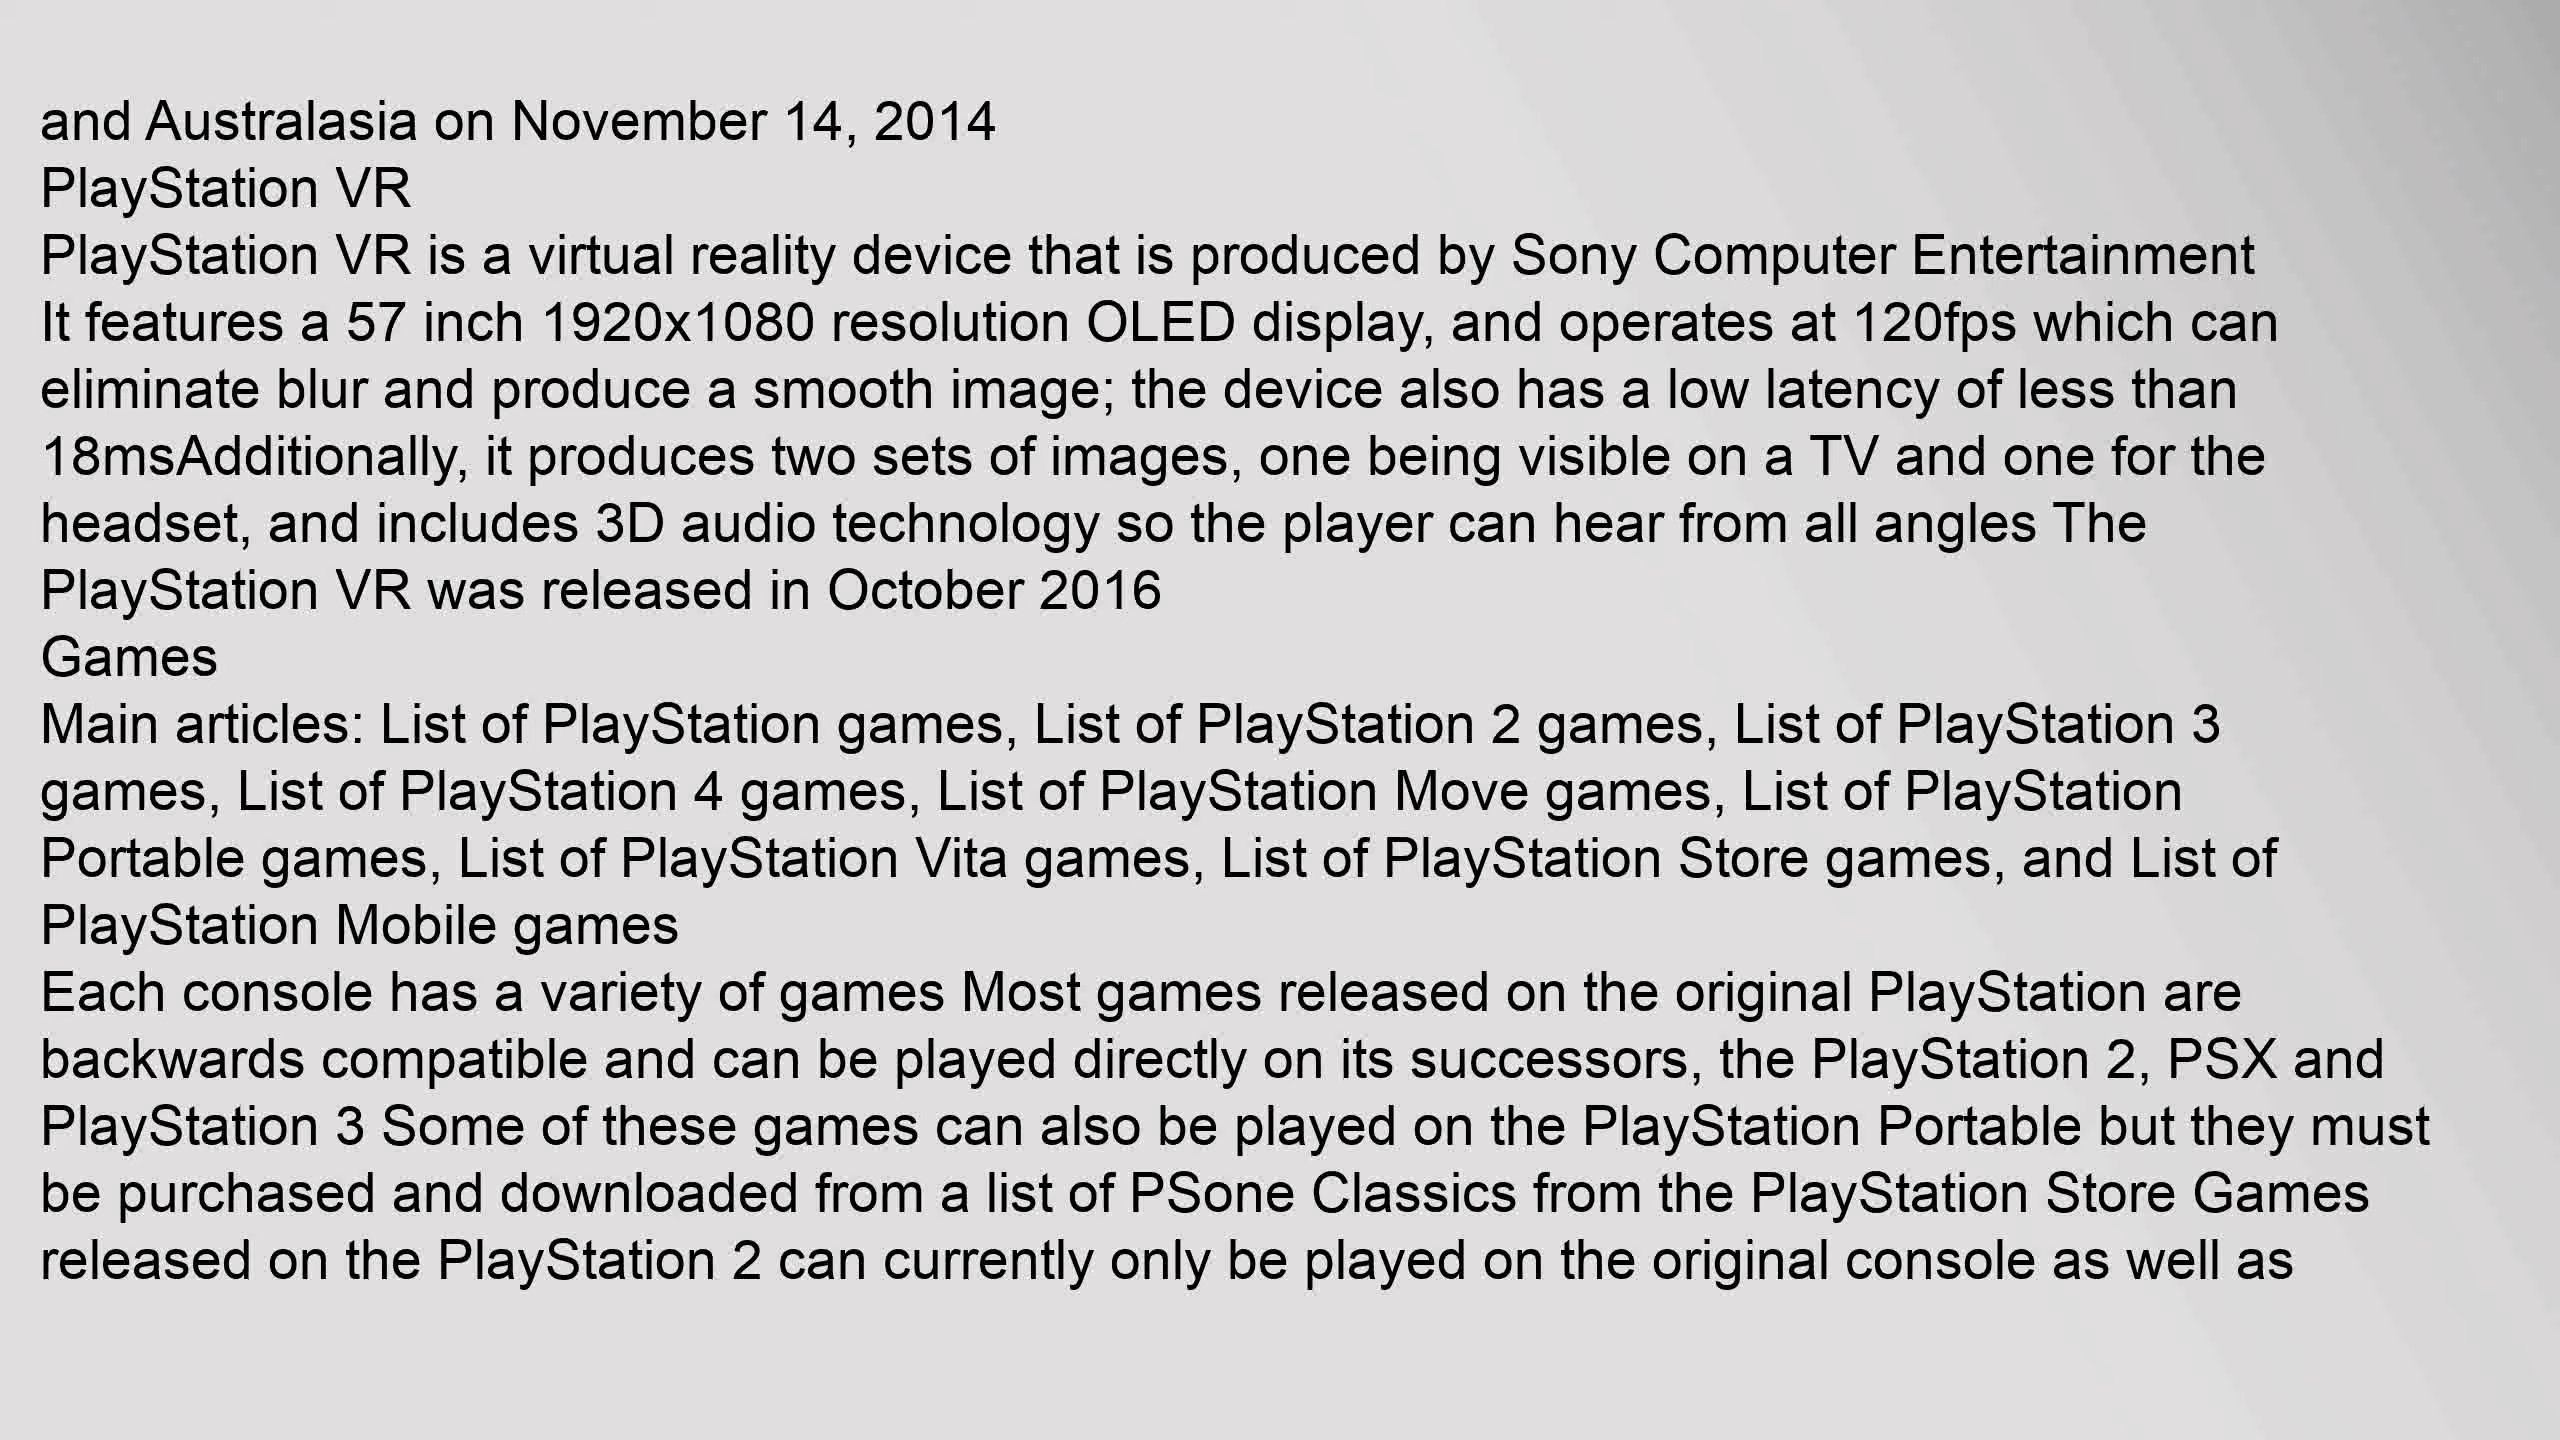 and Australasia on November 14, 2014
PlayStation VR
PlayStation VR is a virtual reality device that is produced by Sony Computer Entertainment
It features a 57 inch 1920x1080 resolution OLED display, and operates at 120fps which can
eliminate blur and produce a smooth image; the device also has a low latency of less than
18msAdditionally, it produces two sets of images, one being visible on a TV and one for the
headset, and includes 3D audio technology so the player can hear from all angles The
PlayStation VR was released in October 2016
Games
Main articles: List of PlayStation games, List of PlayStation 2 games, List of PlayStation 3
games, List of PlayStation 4 games, List of PlayStation Move games, List of PlayStation
Portable games, List of PlayStation Vita games, List of PlayStation Store games, and List of
PlayStation Mobile games
Each console has a variety of games Most games released on the original PlayStation are
backwards compatible and can be played directly on its successors, the PlayStation 2, PSX and
PlayStation 3 Some of these games can also be played on the PlayStation Portable but they must
be purchased and downloaded from a list of PSone Classics from the PlayStation Store Games
released on the PlayStation 2 can currently only be played on the original console as well as